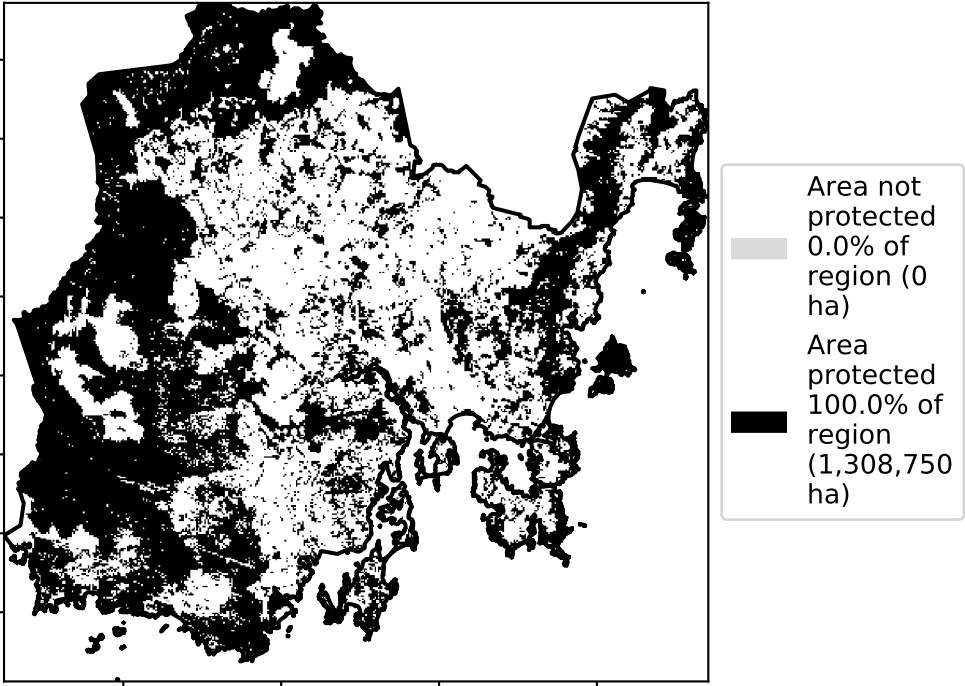 Area not
protected
0.0% of
region (0
ha)
Area
protected
100.0% of
region
(1,308,750
ha)